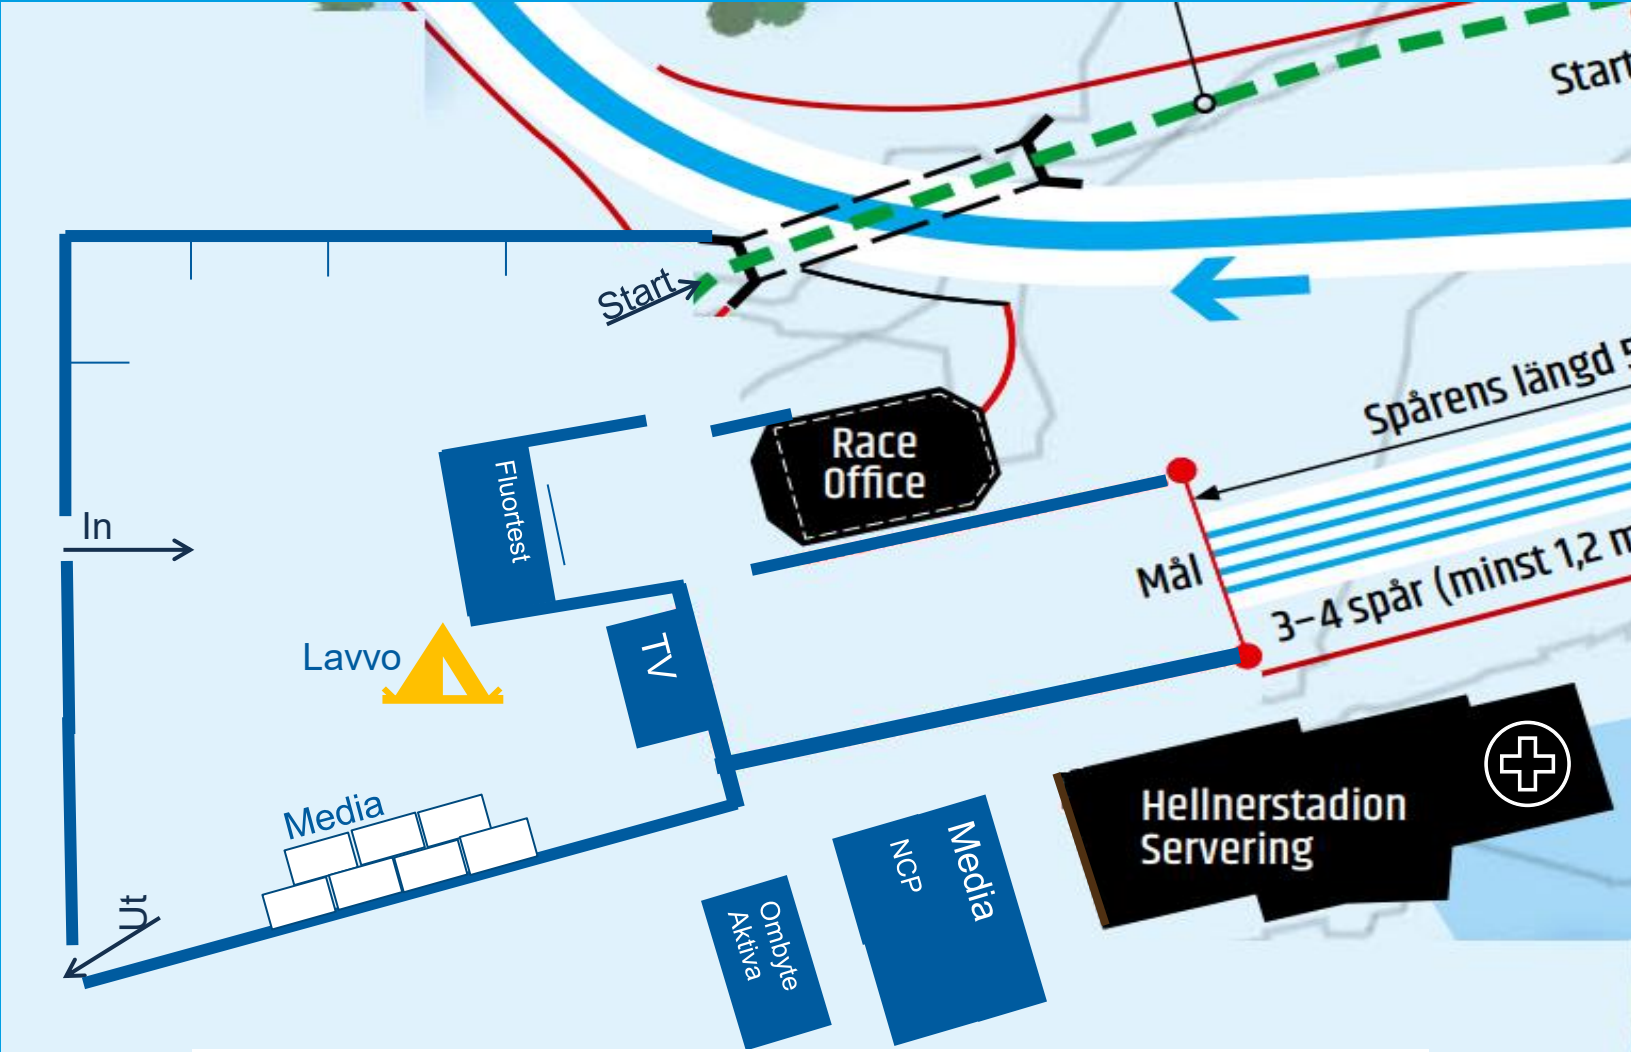 Start
Start
Spårens längd 5
Race
Office
Fluortest
In
Mål
3–4 spår (minst 1,2 m
Lavvo
TV
Media
Hellnerstadion
Servering
Media
NCP
Ut
Ombyte
Aktiva